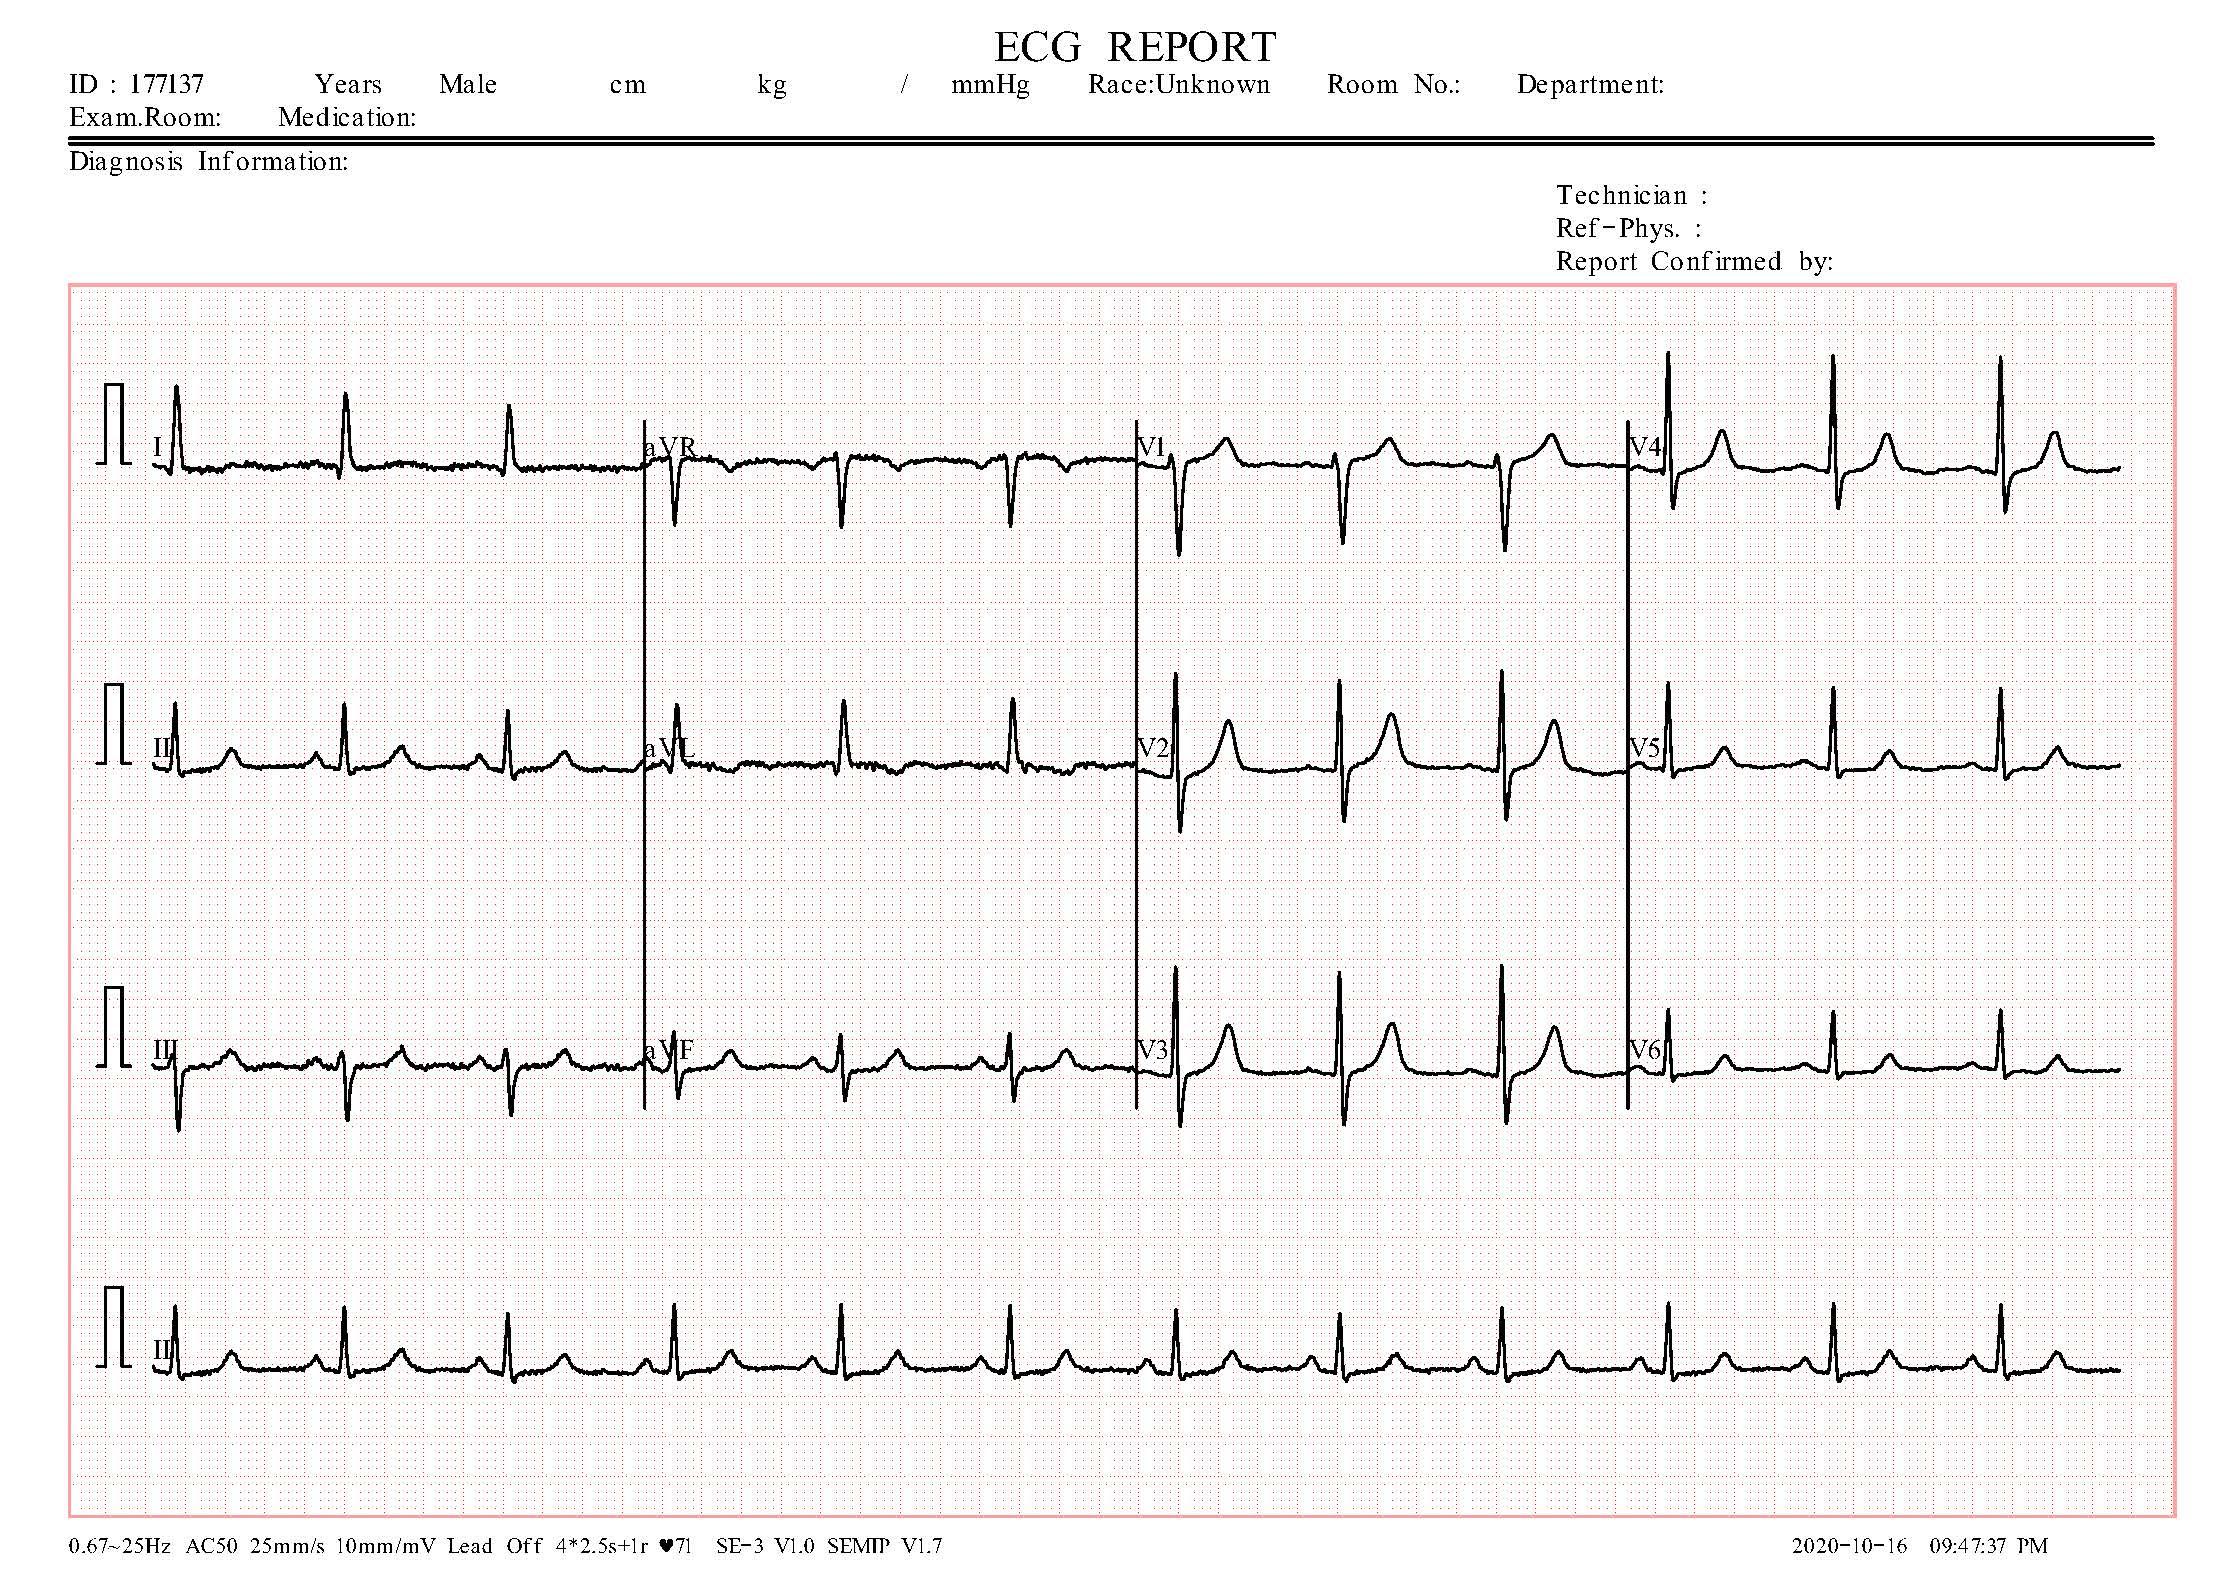 ECG REPORT
ID : 177137 Years Male cm kg / mmHg Race:Unknown Room No.: Department:
Exam.Room: Medication:
Diagnosis Information:
Technician :
Ref-Phys. :
Report Confirmed by:
I aVR V1 V4
II aVL V2 V5
III aVF V3 V6
II
0.67~25Hz AC50 25mm/s 10mm/mV Lead Off 4*2.5s+1r ♥71 SE-3 V1.0 SEMIP V1.7
2020-10-16 09:47:37 PM